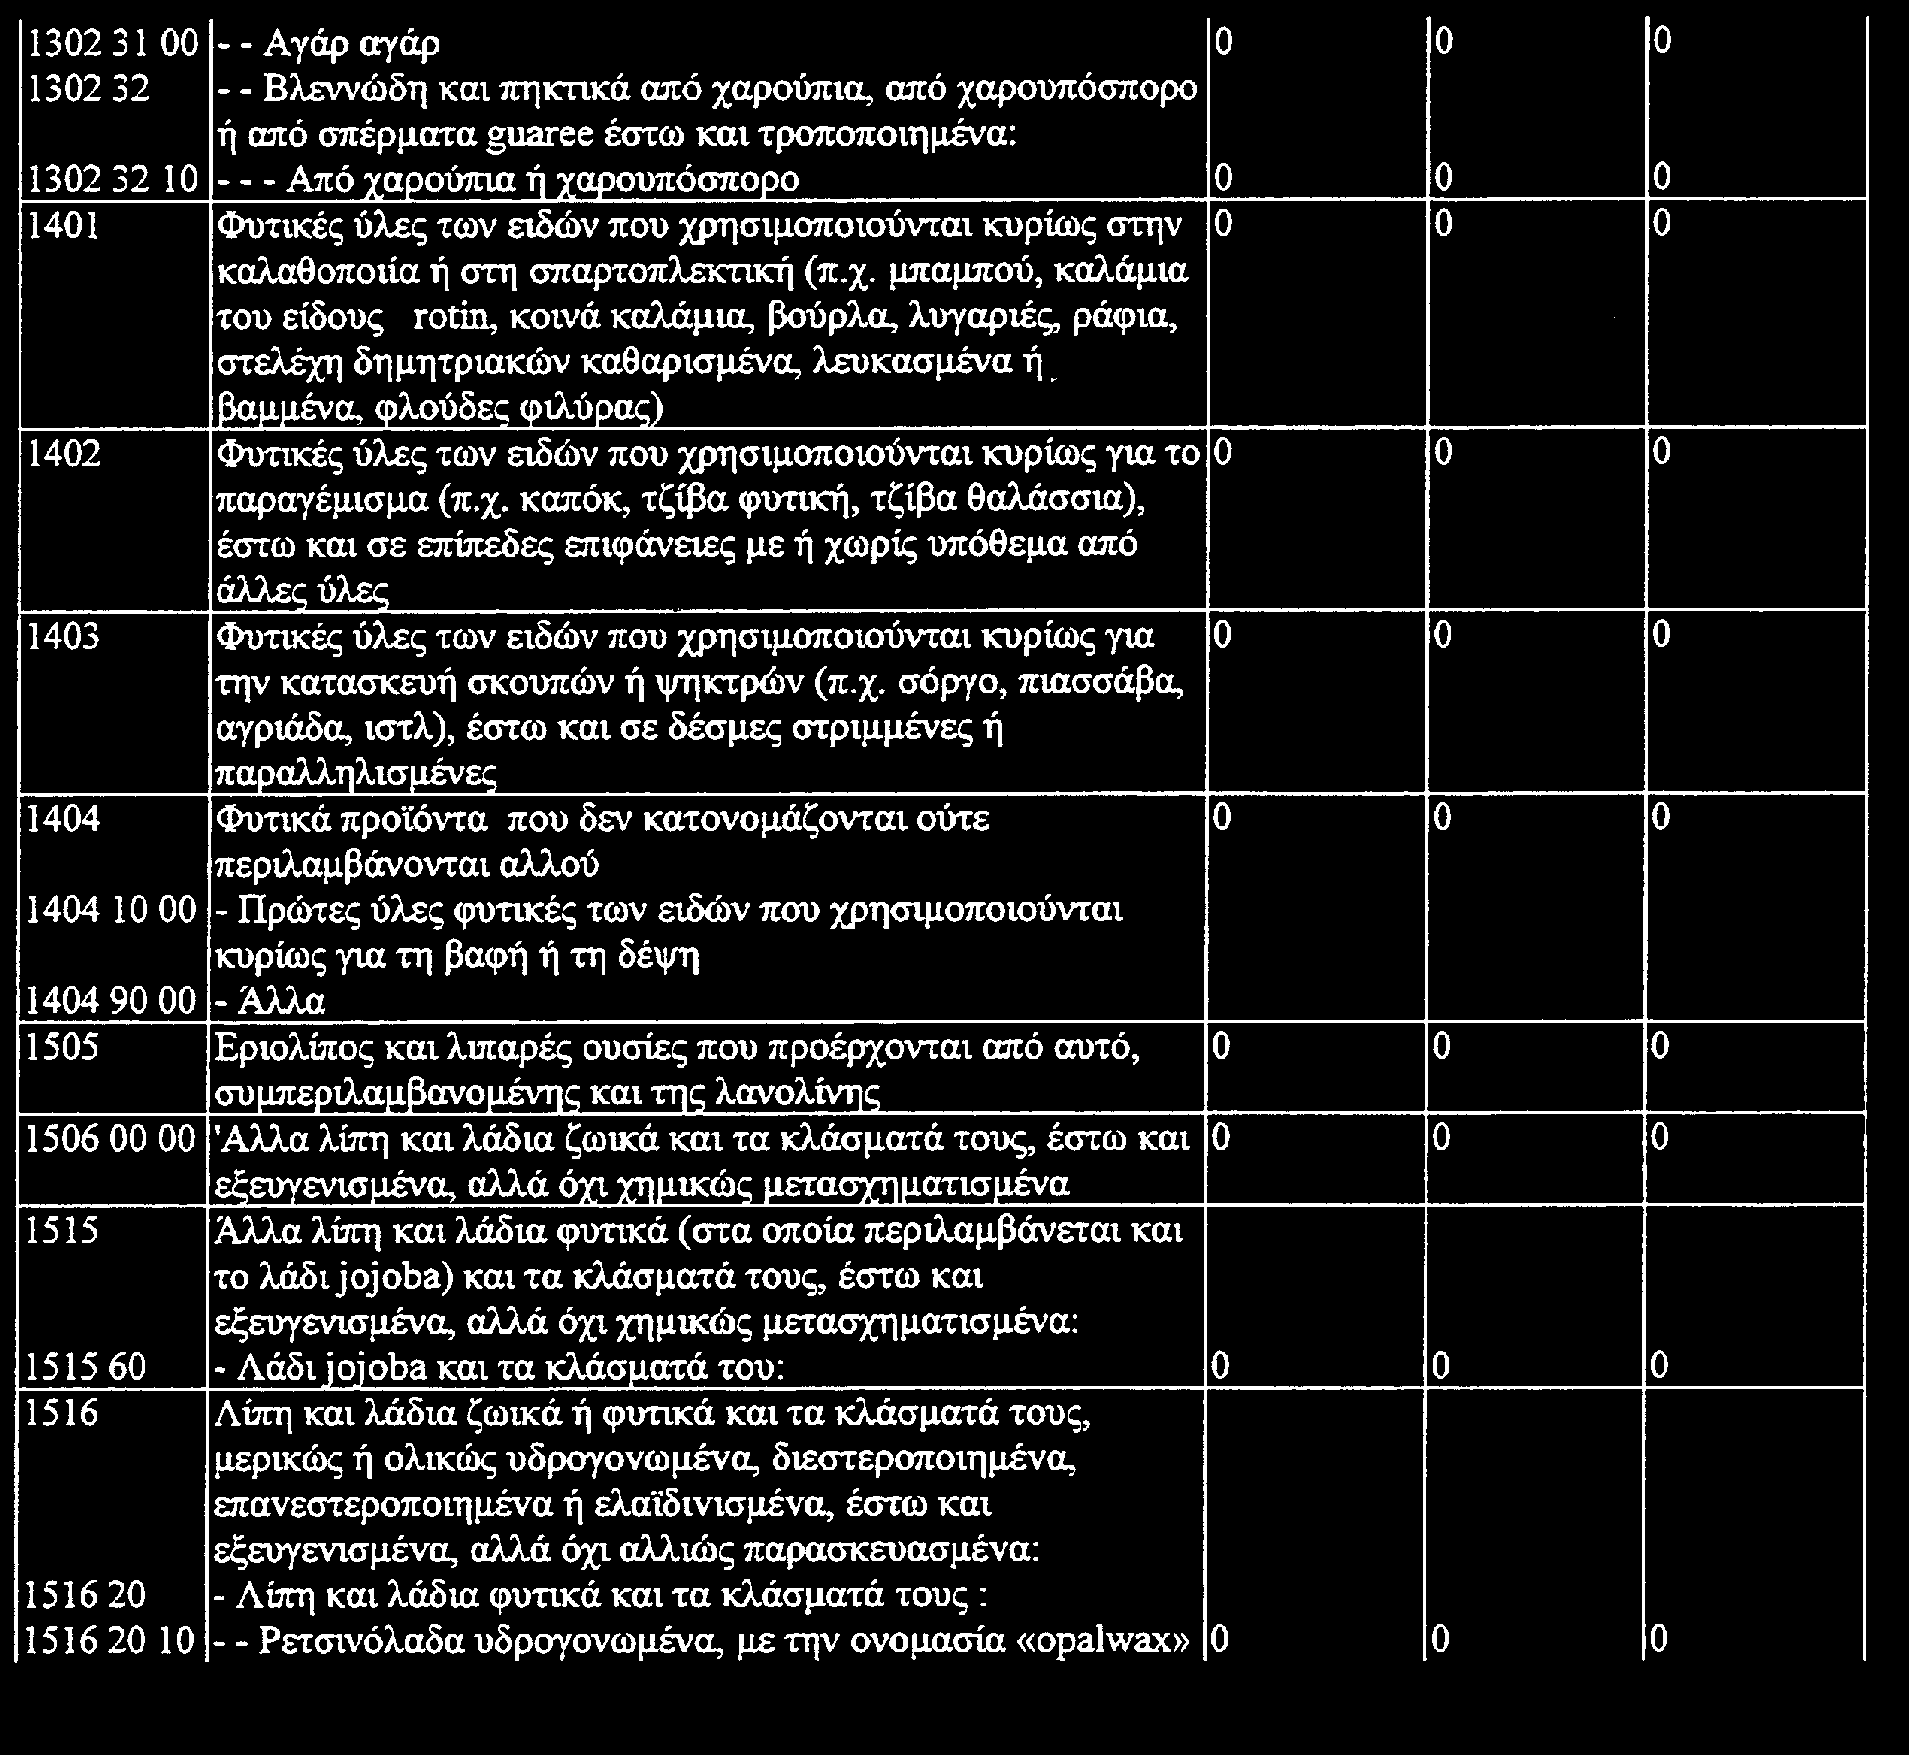 1302 31 00 - - Αγάρ αγάρ 0 0 0
1302 32 - - Βλεννώδη και πηκτικά από χαρούπια, από χαρουπόσπορο
ή από σπέρματα guaree έστω και τροποποιημένα:
1302 32 10 - - - Από χαρούπια ή χαρουπόσπορο 0 0 0
1401 Φυτικές ύλες των ειδών που χρησιμοποιούνται κυρίως στην 0 0 0
καλαθοποιία ή στη σπαρτοπλεκτική (π.χ. μπαμπού, καλάμια
του είδους rotin, κοινά καλάμια, βούρλα, λυγαριές, ράφια,
στελέχη δημητριακών καθαρισμένα, λευκασμένα ή
βαμμένα, φλούδες φιλύρας)
1402 Φυτικές ύλες των ειδών που χρησιμοποιούνται κυρίως για το 0 0 0
παραγέμισμα (π.χ. καπόκ, τζίβα φυτική, τζίβα θαλάσσια),
έστω και σε επίπεδες επιφάνειες με ή χωρίς υπόθεμα από
άλλες ύλες
1403 Φυτικές ύλες των ειδών που χρησιμοποιούνται κυρίως για 0 0 0
την κατασκευή σκουπών ή ψηκτρών (π.χ. σόργο, πιασσάβα,
αγριάδα, ιστλ), έστω και σε δέσμες στριμμένες ή
παραλληλισμένες
1404 Φυτικά προϊόντα που δεν κατονομάζονται ούτε 0 0 0
περιλαμβάνονται αλλού
1404 10 00 - Πρώτες ύλες φυτικές των ειδών που χρησιμοποιούνται
κυρίως για τη βαφή ή τη δέψη
1404 90 00 - Άλλα
1505 Εριολίπος και λιπαρές ουσίες που προέρχονται από αυτό, 0 0 0
συμπεριλαμβανομένης και της λανολίνης
1506 00 00 'Αλλα λίπη και λάδια ζωικά και τα κλάσματά τους, έστω και 0 0 0
εξευγενισμένα, αλλά όχι χημικώς μετασχηματισμένα
1515 Άλλα λίπη και λάδια φυτικά (στα οποία περιλαμβάνεται και
το λάδι jojoba) και τα κλάσματά τους, έστω και
εξευγενισμένα, αλλά όχι χημικώς μετασχηματισμένα:
1515 60 - Λάδι jojoba και τα κλάσματά του: 0 0 0
1516 Λίπη και λάδια ζωικά ή φυτικά και τα κλάσματά τους,
μερικώς ή ολικώς υδρογονωμένα, διεστεροποιημένα,
επανεστεροποιημένα ή ελαϊδινισμένα, έστω και
εξευγενισμένα, αλλά όχι αλλιώς παρασκευασμένα:
1516 20 - Λίπη και λάδια φυτικά και τα κλάσματά τους :
1516 20 10 - - Ρετσινόλαδα υδρογονωμένα, με την ονομασία «opalwax» 0 0 0